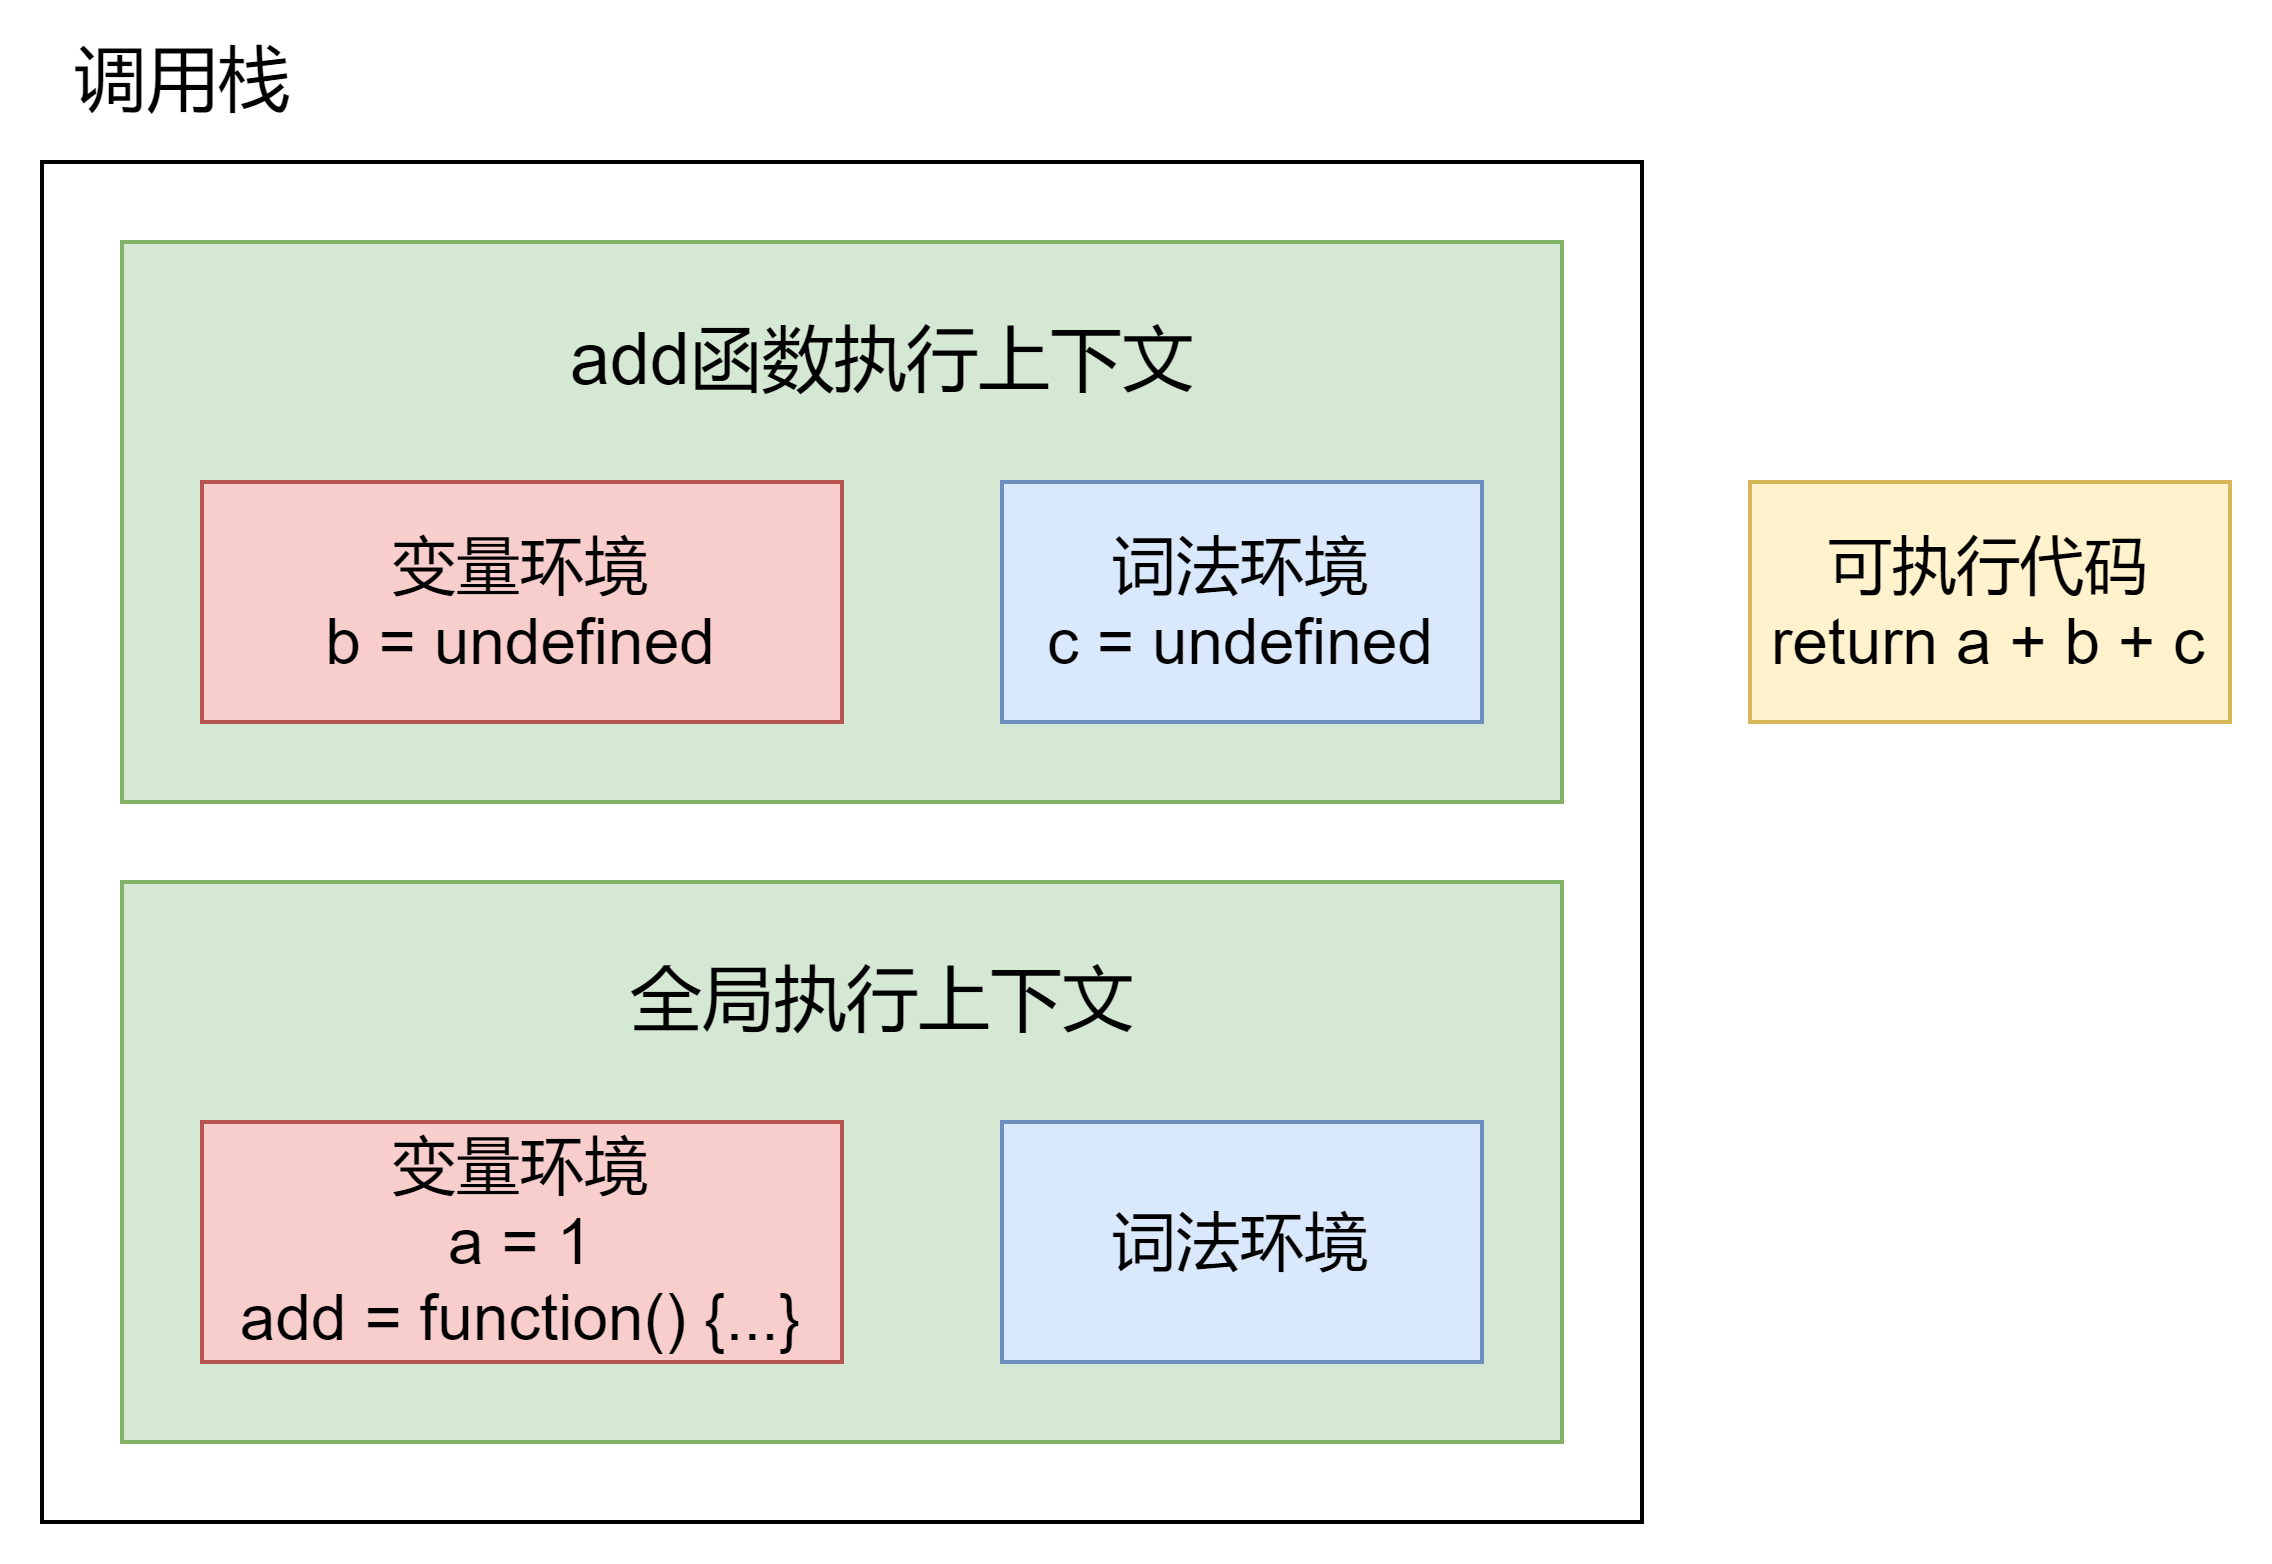 调用栈
add函数执行上下文
变量环境
b = undefined
词法环境
c = undefined
可执行代码
return a + b + c
全局执行上下文
变量环境
a = 1
add = function() {...}
词法环境